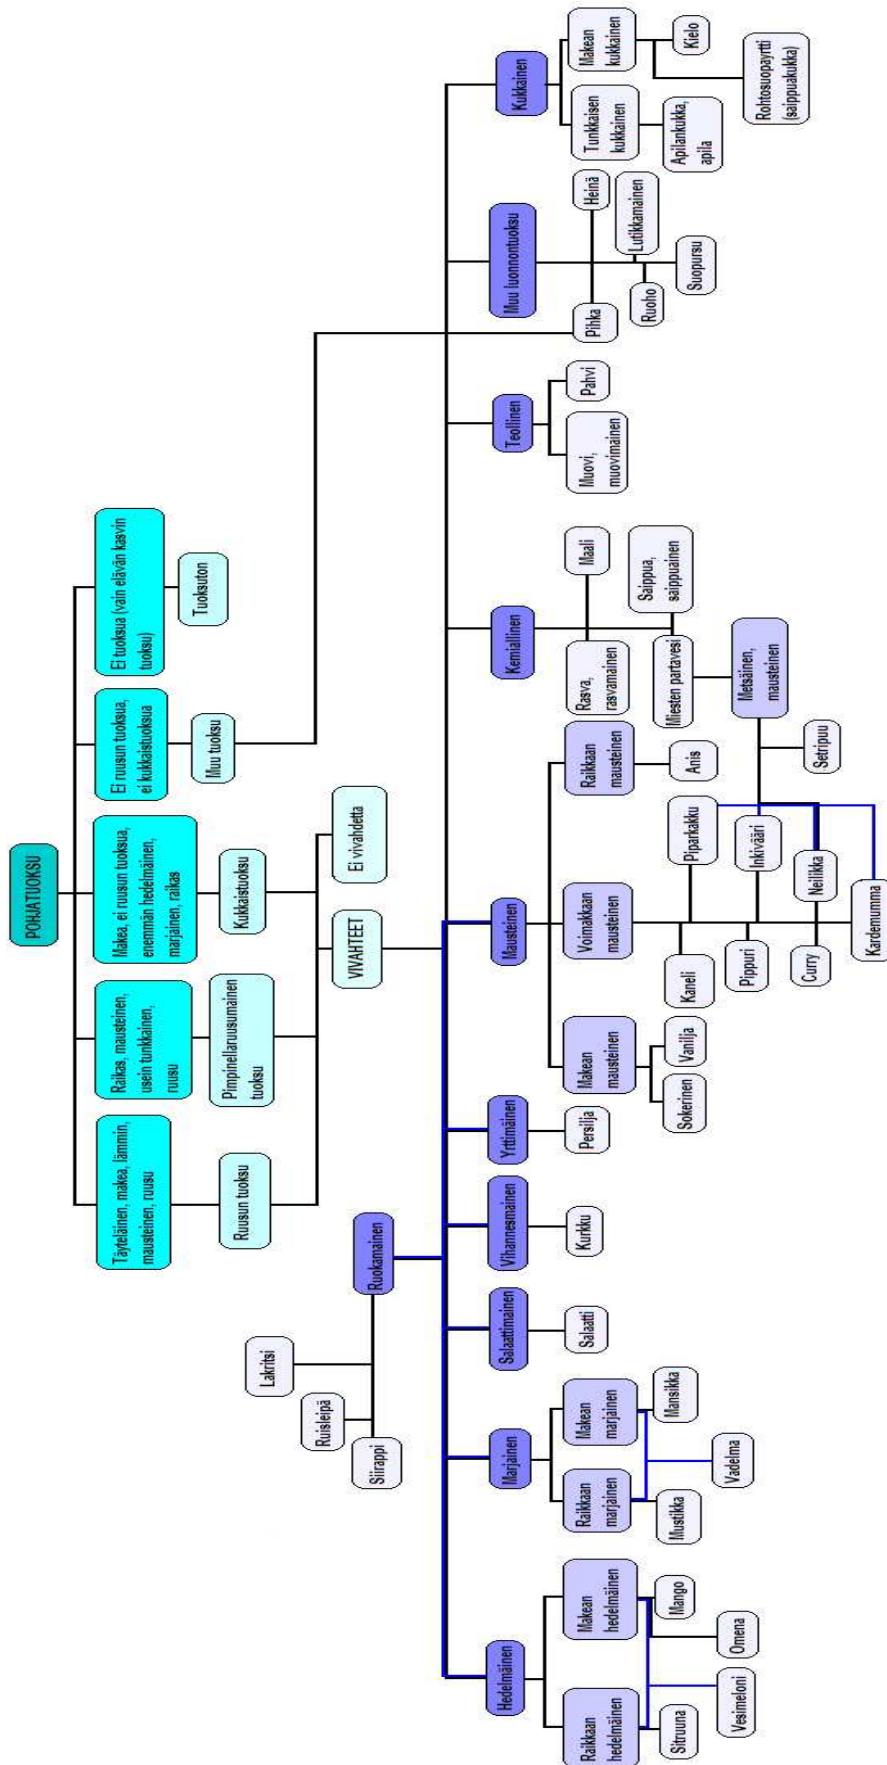 POHJATUOKSU
Täyteläinen, makea, lämmin,
mausteinen, ruusu
Raikas, mausteinen,
usein tunkkainen,
ruusu
Makea, ei ruusun tuoksua,
enemmän hedelmäinen,
marjainen, raikas
Ei ruusun tuoksua,
ei kukkaistuoksua
Ei tuoksua (vain elävän kasvin
tuoksu)
Ruusun tuoksu
Pimpinellaruusumainen
tuoksu
Kukkaistuoksu
Muu tuoksu
Tuoksuton
VIVAHTEET
Ei vivahdetta
Lakritsi
Ruisleipä
Siirappi
Ruokamainen
Hedelmäinen
Marjainen
Salaattimainen
Vihannesmainen
Yrttimäinen
Mausteinen
Kemiallinen
Teollinen
Muu luonnontuoksu
Kukkainen
Raikkaan
hedelmäinen
Makean
hedelmäinen
Sitruuna
Mango
Vesimeloni
Omena
Raikkaan
marjainen
Makean
marjainen
Mustikka
Mansikka
Vadelma
Salaatti
Kurkku
Persilja
Makean
mausteinen
Voimakkaan
mausteinen
Raikkaan
mausteinen
Sokerinen
Vanilja
Kaneli
Piparkakku
Pippuri
Inkivääri
Curry
Neilikka
Kardemumma
Anis
Rasva,
rasvamainen
Maali
Miesten partavesi
Saippua,
saippuainen
Metsäinen,
mausteinen
Setripuu
Muovi,
muovimainen
Pahvi
Pihka
Heinä
Ruoho
Lutikkamainen
Suopursu
Tunkkaisen
kukkainen
Makean
kukkainen
Apilankukka,
apila
Kielo
Rohtosuopayrtti
(saippuakukka)